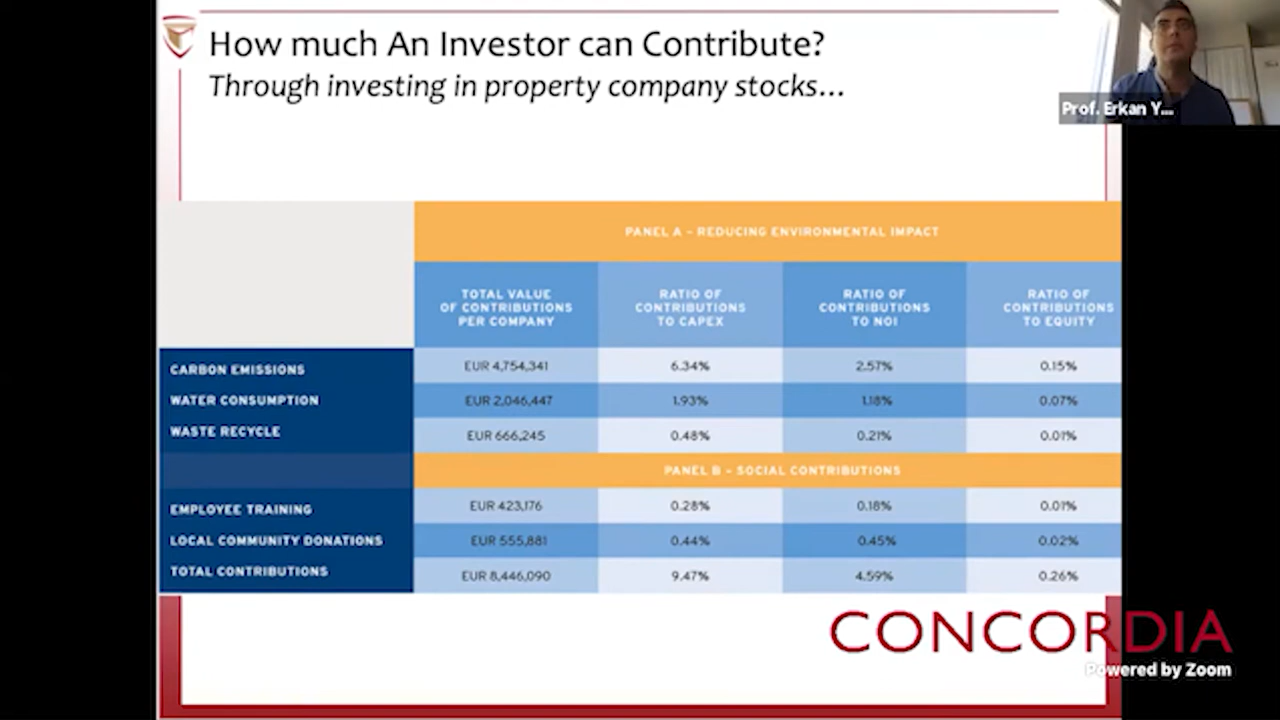 How much An Investor can Contribute?
Through investing in property company stocks...
Prof. Erkan Y...
PANEL A – REDUCING ENVIRONMENTAL IMPACT
TOTAL VALUE OF CONTRIBUTIONS PER COMPANY RATIO OF CONTRIBUTIONS TO CAPEX RATIO OF CONTRIBUTIONS TO NOI RATIO OF CONTRIBUTIONS TO EQUITY
CARBON EMISSIONS EUR 4,754,341 6.34% 2.57% 0.15%
WATER CONSUMPTION EUR 2,046,447 1.93% 1.18% 0.07%
WASTE RECYCLE EUR 666,245 0.48% 0.21% 0.01%
PANEL B – SOCIAL CONTRIBUTIONS
EMPLOYEE TRAINING EUR 423,176 0.28% 0.18% 0.01%
LOCAL COMMUNITY DONATIONS EUR 555,881 0.44% 0.45% 0.02%
TOTAL CONTRIBUTIONS EUR 8,446,090 9.47% 4.59% 0.26%
CONCORDIA
Powered by Zoom